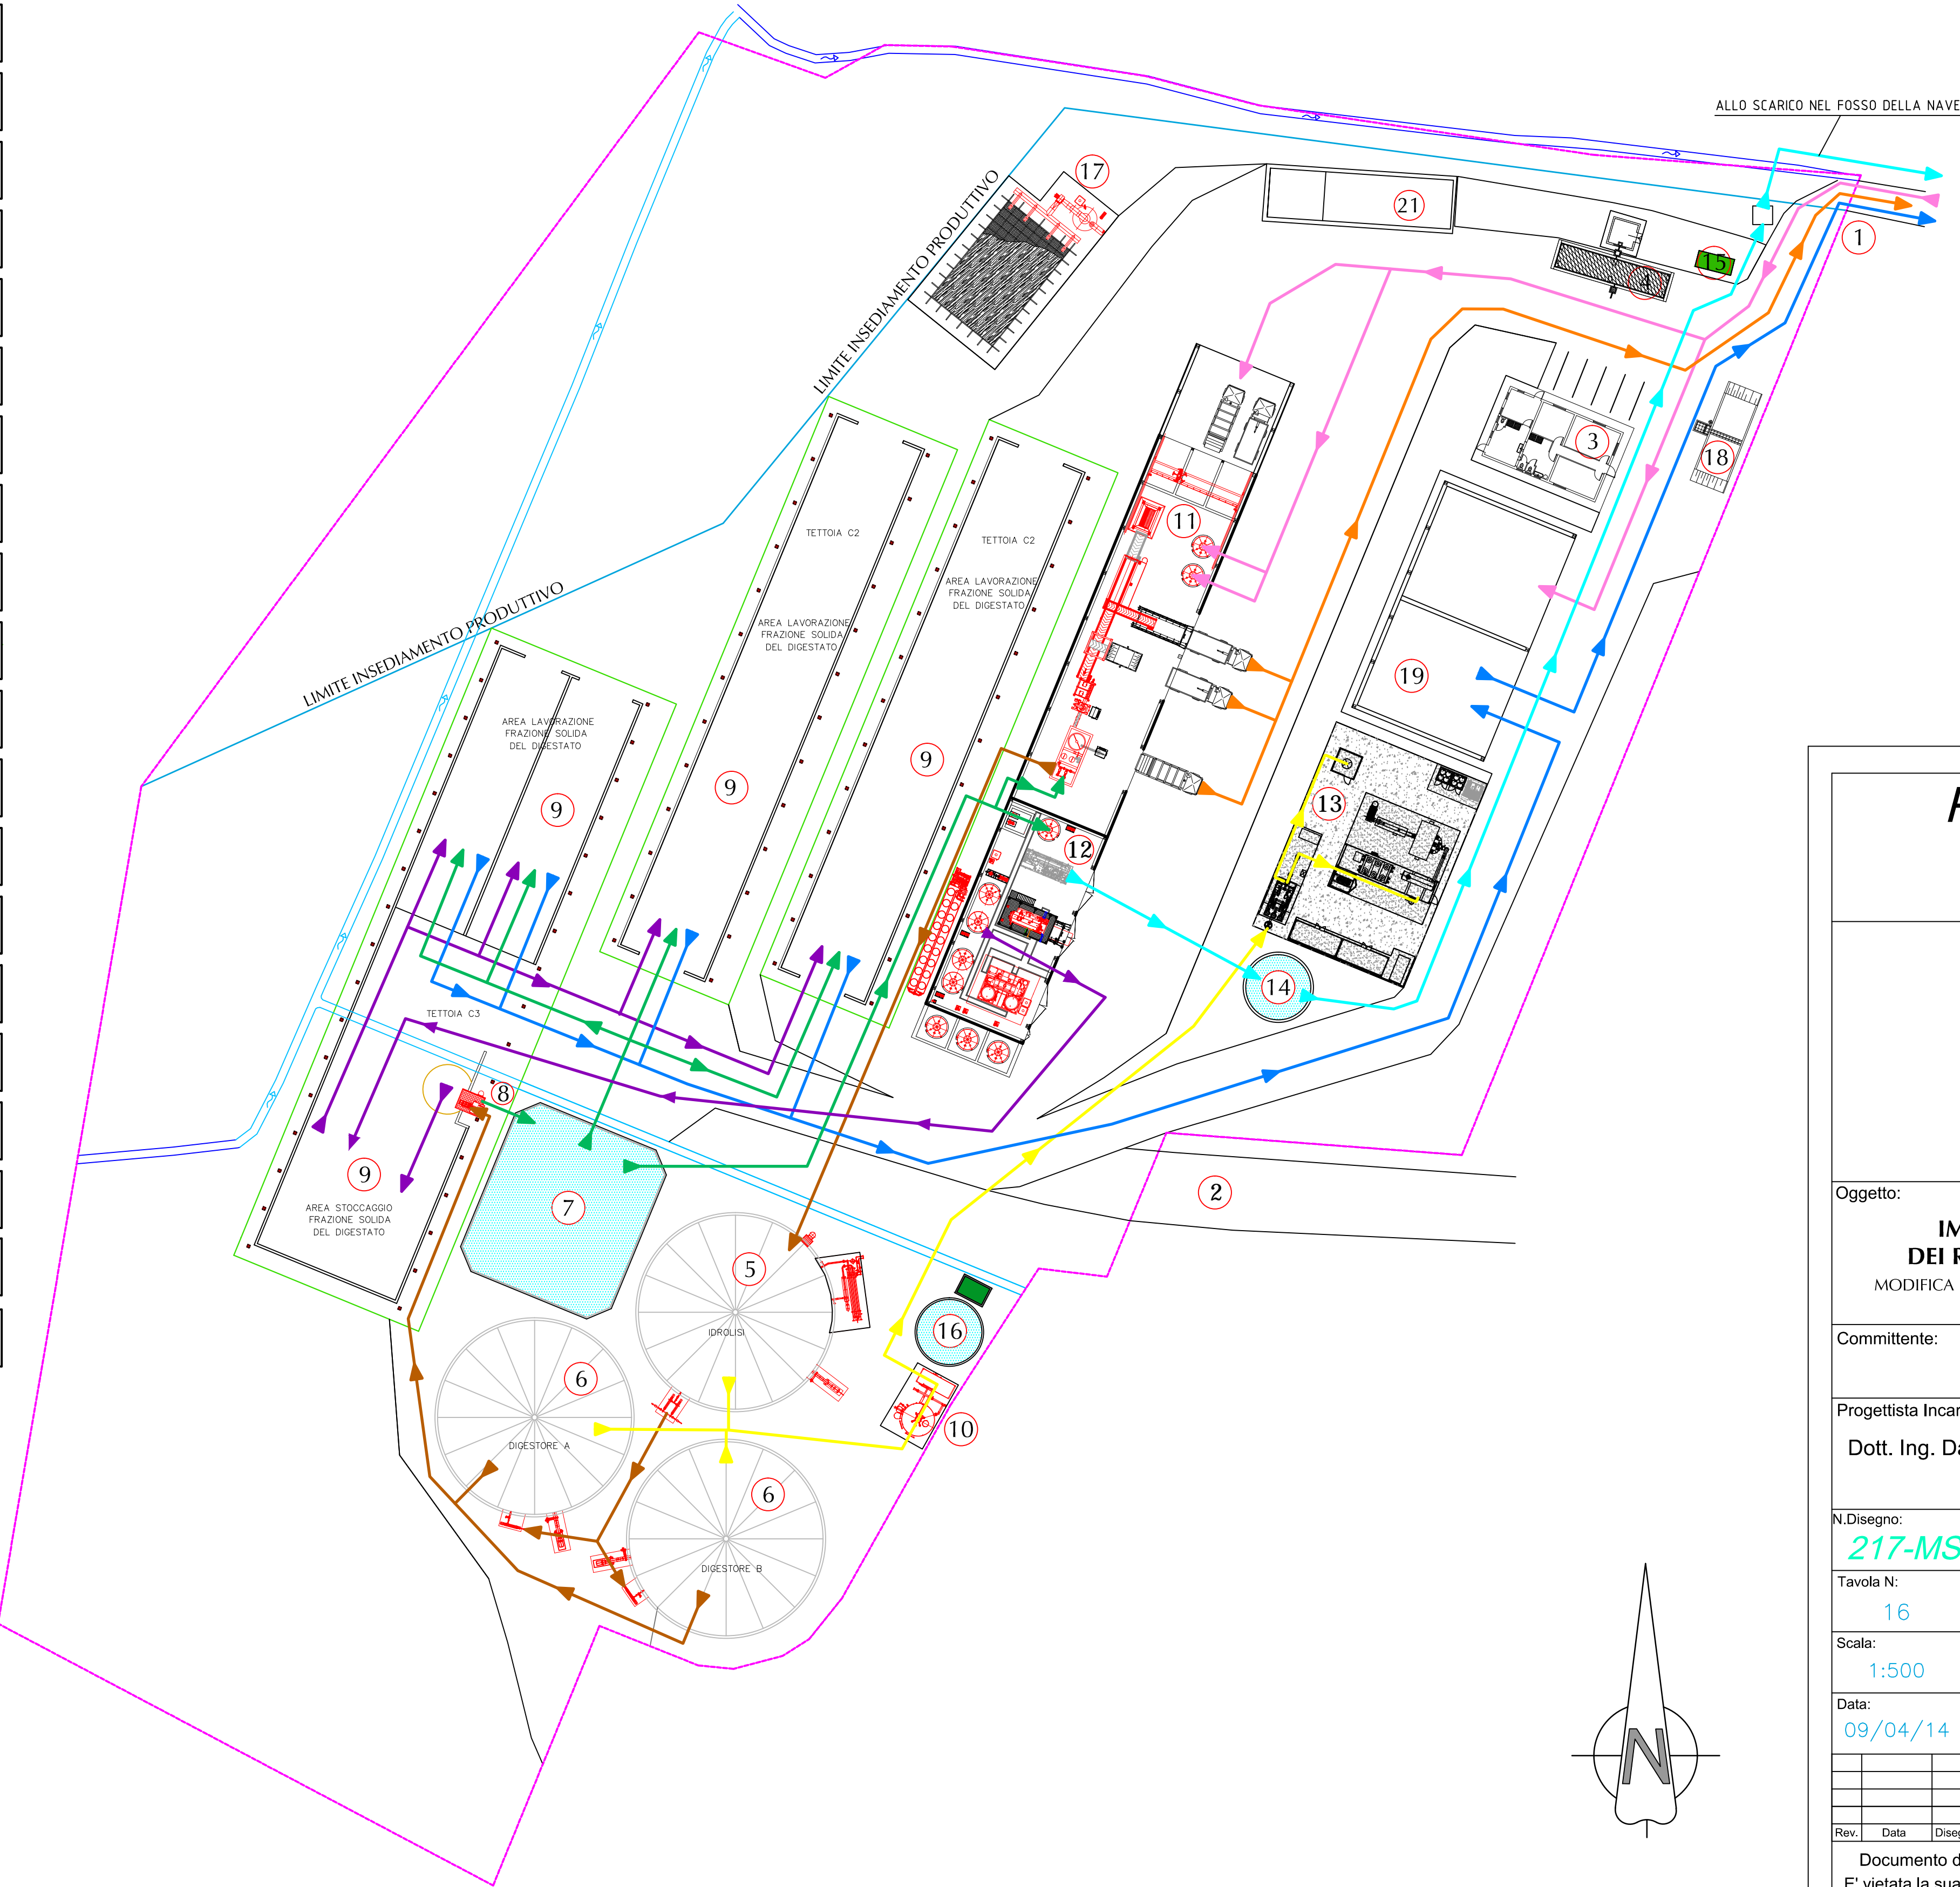 ALLO SCARICO NEL FOSSO DELLA NAVE
17
21
1
15
4
LIMITE INSEDIAMENTO PRODUTTIVO
3
18
11
TETTOIA C2
TETTOIA C2
AREA LAVORAZIONE
FRAZIONE SOLIDA
DEL DIGESTATO
AREA LAVORAZIONE
FRAZIONE SOLIDA
DEL DIGESTATO
LIMITE INSEDIAMENTO PRODUTTIVO
19
AREA LAVORAZIONE
FRAZIONE SOLIDA
DEL DIGESTATO
9
9
9
13
12
14
TETTOIA C3
8
9
AREA STOCCAGGIO
FRAZIONE SOLIDA
DEL DIGESTATO
7
2
5
IDROLISI
16
6
DIGESTORE A
10
6
DIGESTORE B
N
Oggetto:
DEI
MODIFICA
Committente:
Progettista
Dott. Ing.
N.Disegno:
217-MS
Tavola N:
16
Scala:
1:500
Data:
09/04/14
Rev. Data
Documento
E' vietata la sua